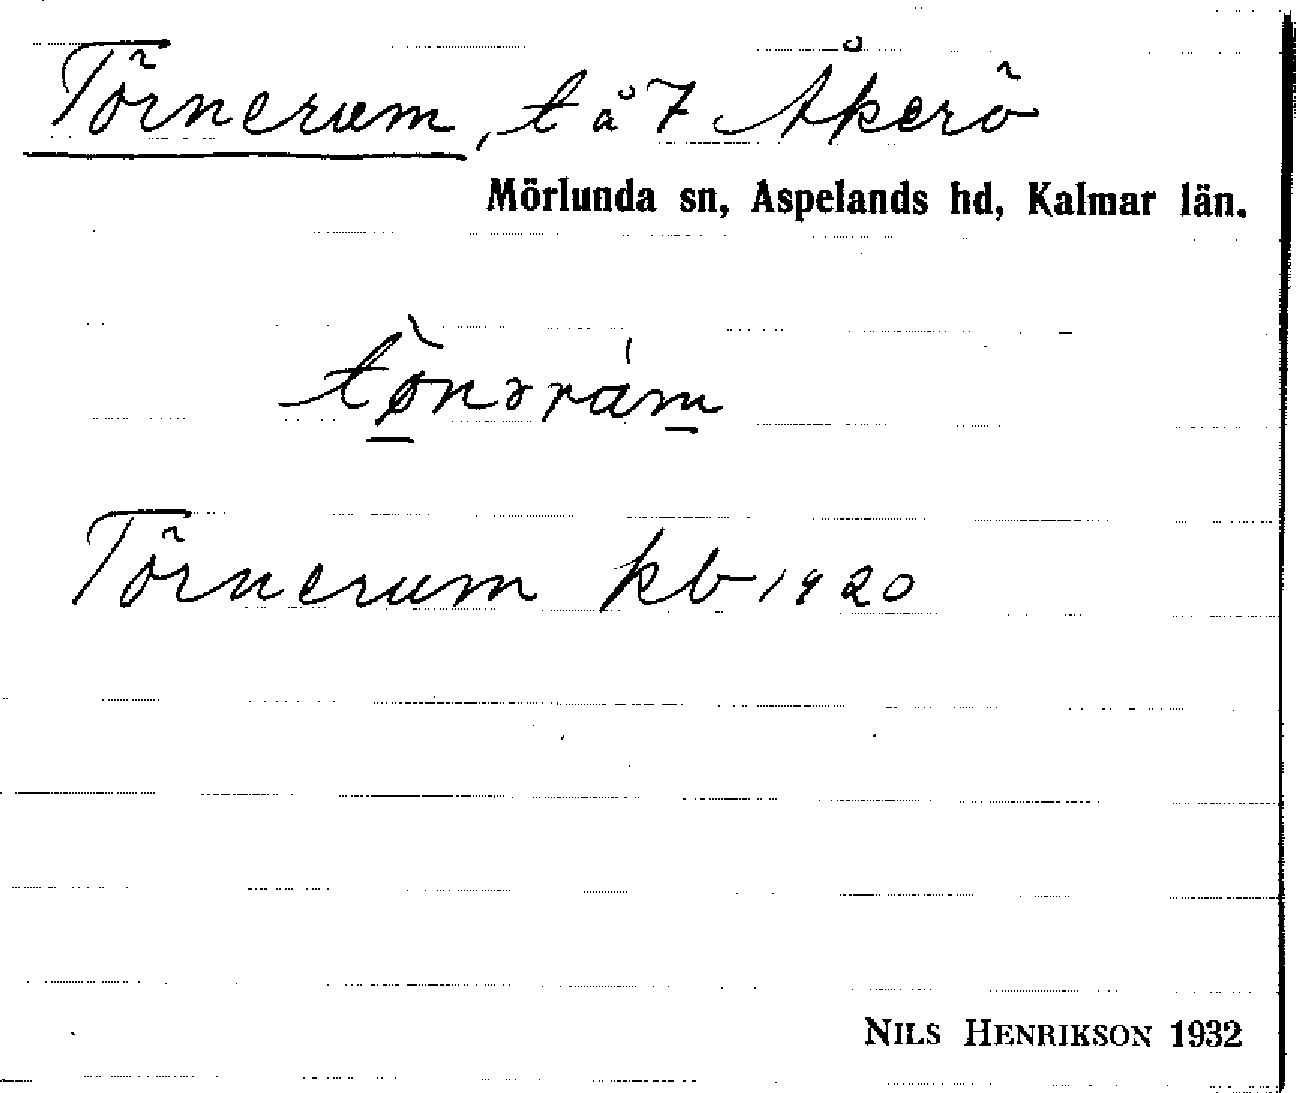 Törnerum, t å 7 Åkerö
Mörlunda sn, Aspelands hd, Kalmar län.
Törnerum kb 1920
NILS HENRIKSON 1932